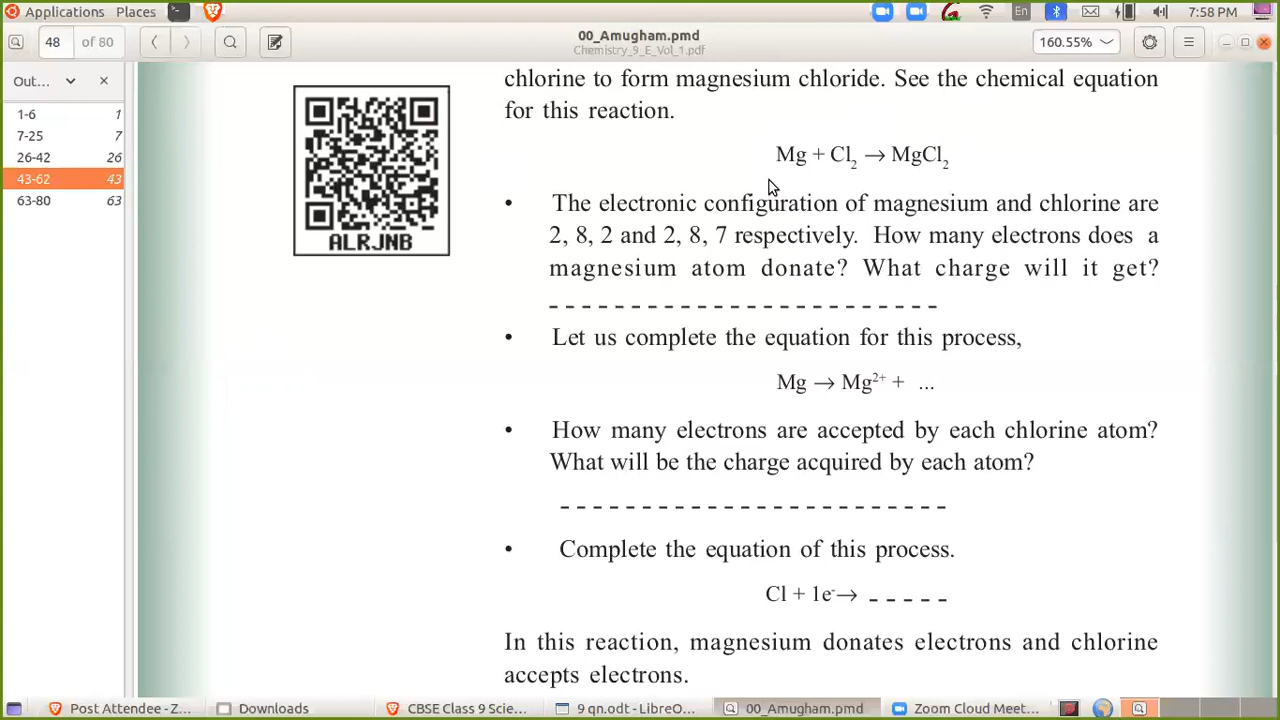 Applications Places En 7:58 PM
48 of 80 00_Amugham.pmd 160.55%
Chemistry_9_E_Vol_1.pdf
Out...
1-6 1
7-25 7
26-42 26
43-62 43
63-80 63
ALRJNB
chlorine to form magnesium chloride. See the chemical equation
for this reaction.
Mg + Cl₂ → MgCl₂
• The electronic configuration of magnesium and chlorine are
2, 8, 2 and 2, 8, 7 respectively. How many electrons does a
magnesium atom donate? What charge will it get?
_ _ _ _ _ _ _ _ _ _ _ _ _ _ _ _ _ _ _ _ _ _ _ _
• Let us complete the equation for this process,
Mg → Mg²⁺ + ...
• How many electrons are accepted by each chlorine atom?
What will be the charge acquired by each atom?
_ _ _ _ _ _ _ _ _ _ _ _ _ _ _ _ _ _ _ _ _ _ _ _
• Complete the equation of this process.
Cl + 1e⁻→ _ _ _ _ _
In this reaction, magnesium donates electrons and chlorine
accepts electrons.
Post Attendee - Z... Downloads CBSE Class 9 Scie... 9 qn.odt - LibreO... 00_Amugham.pmd Zoom Cloud Meet...